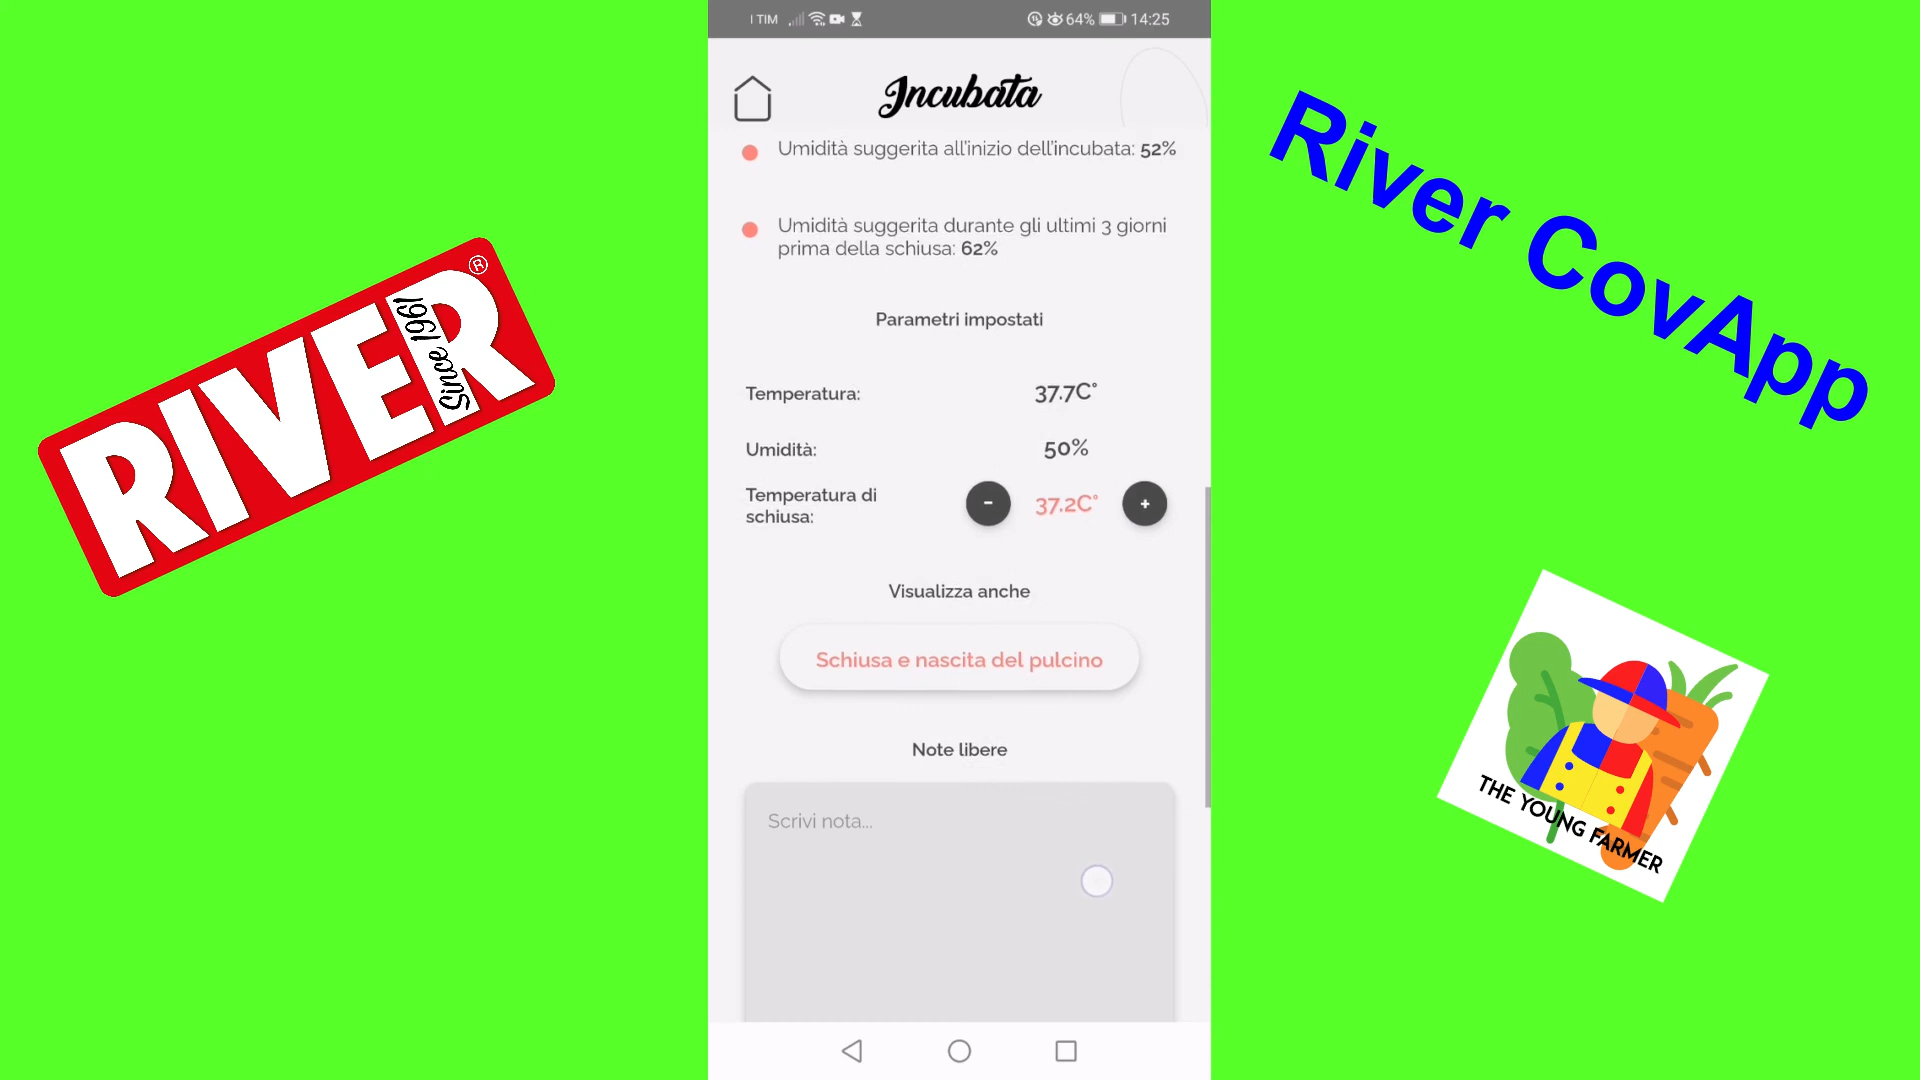 I TIM
64% 14:25
Incubata
Umidità suggerita all'inizio dell'incubata: 52%
Umidità suggerita durante gli ultimi 3 giorni
prima della schiusa: 62%
Parametri impostati
Temperatura: 37.7C°
Umidità: 50%
Temperatura di
schiusa:
- 37.2C° +
Visualizza anche
Schiusa e nascita del pulcino
Note libere
Scrivi nota...
RIVER®
Since 1961
River CovApp
THE YOUNG FARMER